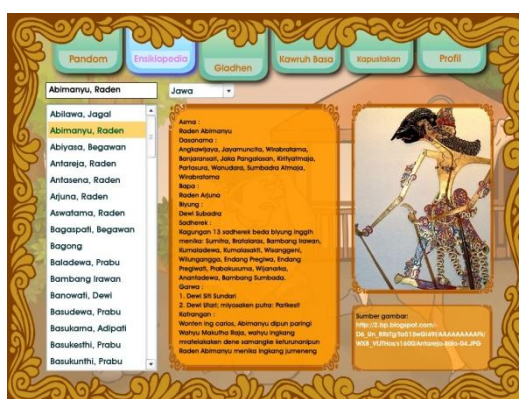 Pandom
Ensiklopedia
Gladhen
Kawruh Basa
Kapustakan
Profil
Abimanyu, Raden
Jawa
Abilawa, Jagal
Abimanyu, Raden
Abiyasa, Begawan
Antareja, Raden
Antasena, Raden
Arjuna, Raden
Aswatama, Raden
Bagaspati, Begawan
Bagong
Baladewa, Prabu
Bambang Irawan
Banowati, Dewi
Basudewa, Prabu
Basukarna, Adipati
Basukesthi, Prabu
Basukunthi, Prabu
Asma :
Raden Abimanyu
Dasanama :
Angkawijaya, Jayamurcita, Wirabratama,
Banjaransari, Jaka Pangalasan, Kirityatmaja,
Partasura, Wanudara, Sumbadra Atmaja,
Wirabratama
Bapa :
Raden Arjuna
Biyung :
Dewi Subadra
Sadherek :
Kagungan 13 sadherek beda biyung inggih
menika: Sumitra, Bratalaras, Bambang Irawan,
Kumaladewa, Kumalasakti, Wisanggeni,
Wilungangga, Endang Pregiwa, Endang
Pregiwati, Prabakusuma, Wijanarka,
Anantadewa, Bambang Sumbada.
Garwa :
1. Dewi Siti Sundari
2. Dewi Utari; miyosaken putra: Parikesit
Katrangan :
Wonten ing carios, Abimanyu dipun paringi
Wahyu Makutha Raja, wahyu ingkang
mratelakaken dene samangke keturunanipun
Raden Abimanyu menika ingkang jumeneng
Sumber gambar: